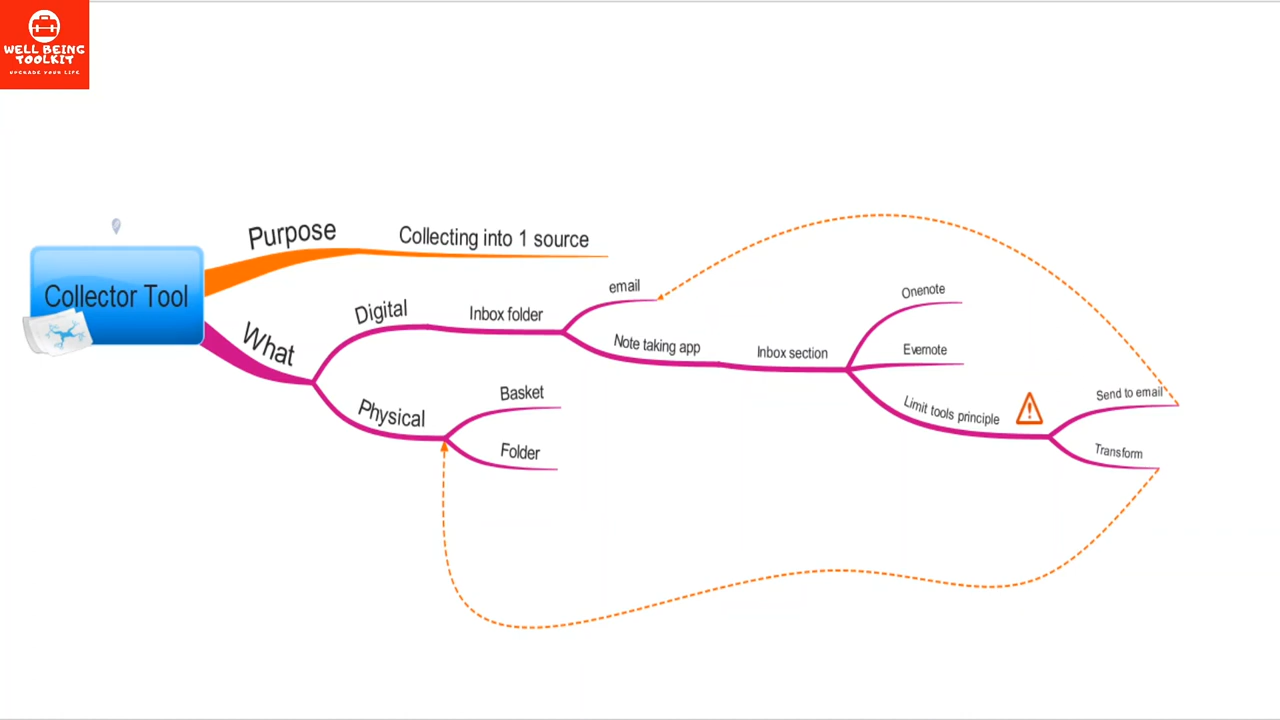 WELL BEING
TOOLKIT
UPGRADE YOUR LIFE
Collector Tool
Purpose
Collecting into 1 source
What
Digital
Inbox folder
email
Note taking app
Inbox section
Onenote
Evernote
Limit tools principle
Send to email
Transform
Physical
Basket
Folder